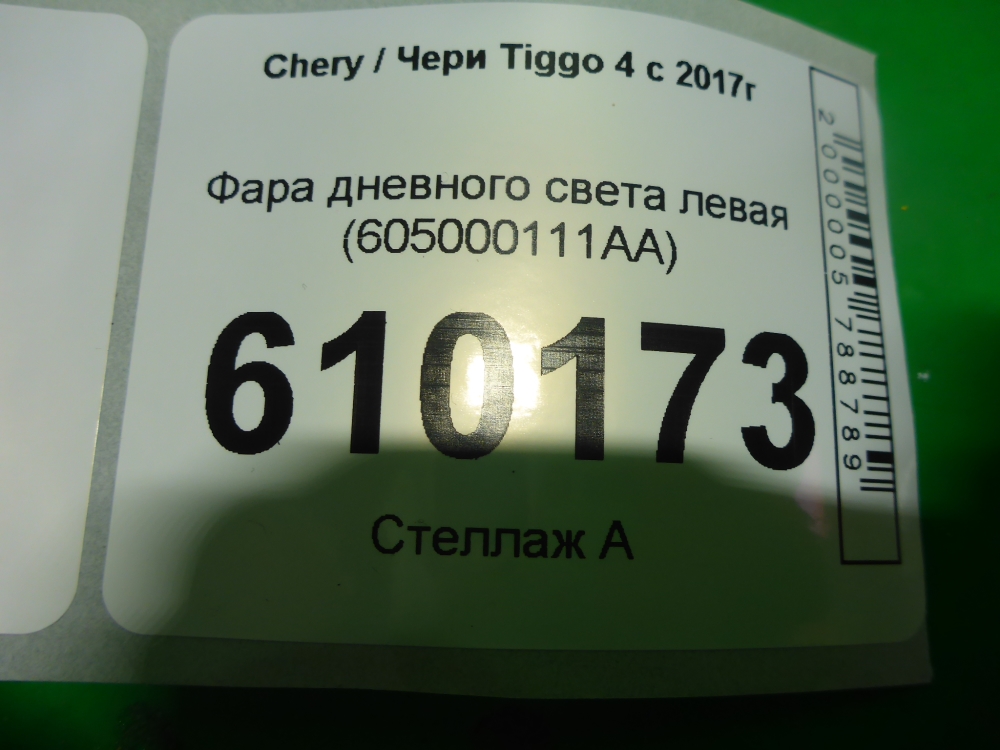 Chery / Чери Tiggo 4 с 2017г
Фара дневного света левая
(605000111AA)
610173
Стеллаж А
2000005788789